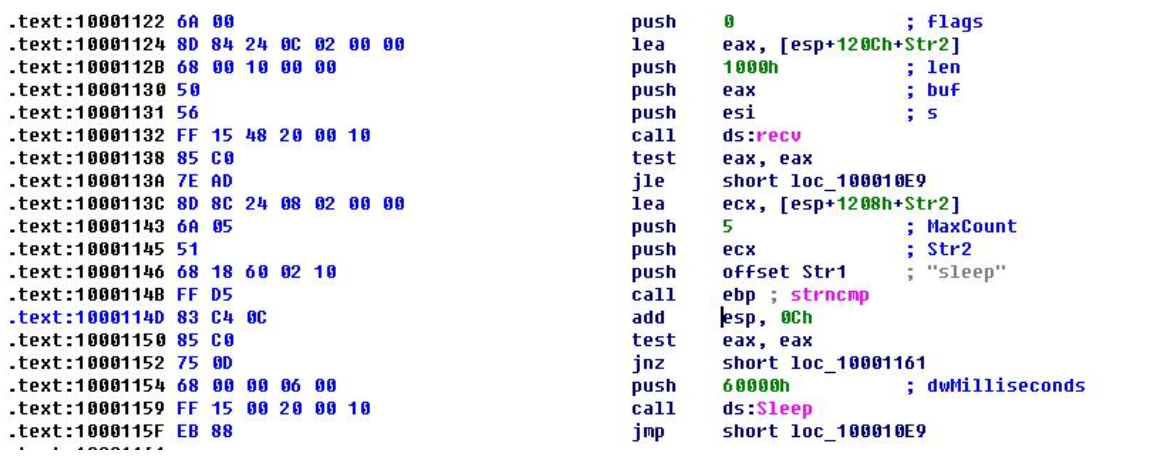 .text:10001122 6A 00 push 0 ; flags
.text:10001124 8D 84 24 0C 02 00 00 lea eax, [esp+120Ch+Str2]
.text:1000112B 68 00 10 00 00 push 1000h ; len
.text:10001130 50 push eax ; buf
.text:10001131 56 push esi ; s
.text:10001132 FF 15 48 20 00 10 call ds:recv
.text:10001138 85 C0 test eax, eax
.text:1000113A 7E AD jle short loc_100010E9
.text:1000113C 8D 8C 24 08 02 00 00 lea ecx, [esp+1208h+Str2]
.text:10001143 6A 05 push 5 ; MaxCount
.text:10001145 51 push ecx ; Str2
.text:10001146 68 18 60 02 10 push offset Str1 ; "sleep"
.text:1000114B FF D5 call ebp ; strncmp
.text:1000114D 83 C4 0C add esp, 0Ch
.text:10001150 85 C0 test eax, eax
.text:10001152 75 0D jnz short loc_10001161
.text:10001154 68 00 00 06 00 push 60000h ; dwMilliseconds
.text:10001159 FF 15 00 20 00 10 call ds:Sleep
.text:1000115F EB 88 jmp short loc_100010E9